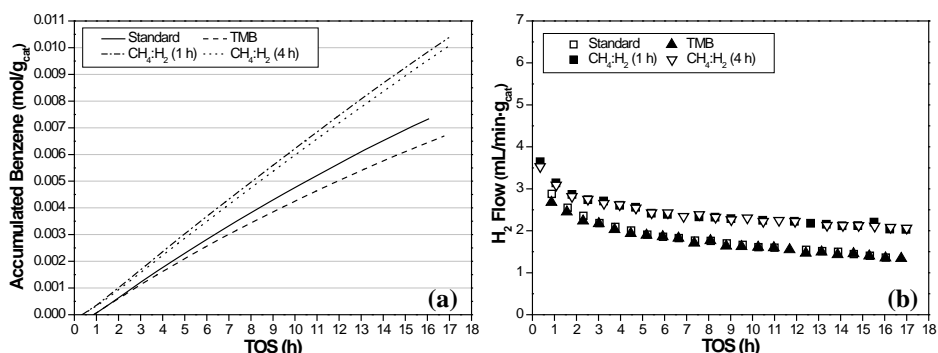 Accumulated Benzene (mol/g_cat)
0.011
0.010
0.009
0.008
0.007
0.006
0.005
0.004
0.003
0.002
0.001
0.000
Standard TMB
CH₄:H₂ (1 h) CH₄:H₂ (4 h)
(a)
0 1 2 3 4 5 6 7 8 9 10 11 12 13 14 15 16 17 18
TOS (h)
H₂ Flow (mL/min·g_cat)
7
6
5
4
3
2
1
0
Standard TMB
CH₄:H₂ (1 h) CH₄:H₂ (4 h)
(b)
0 1 2 3 4 5 6 7 8 9 10 11 12 13 14 15 16 17 18
TOS (h)